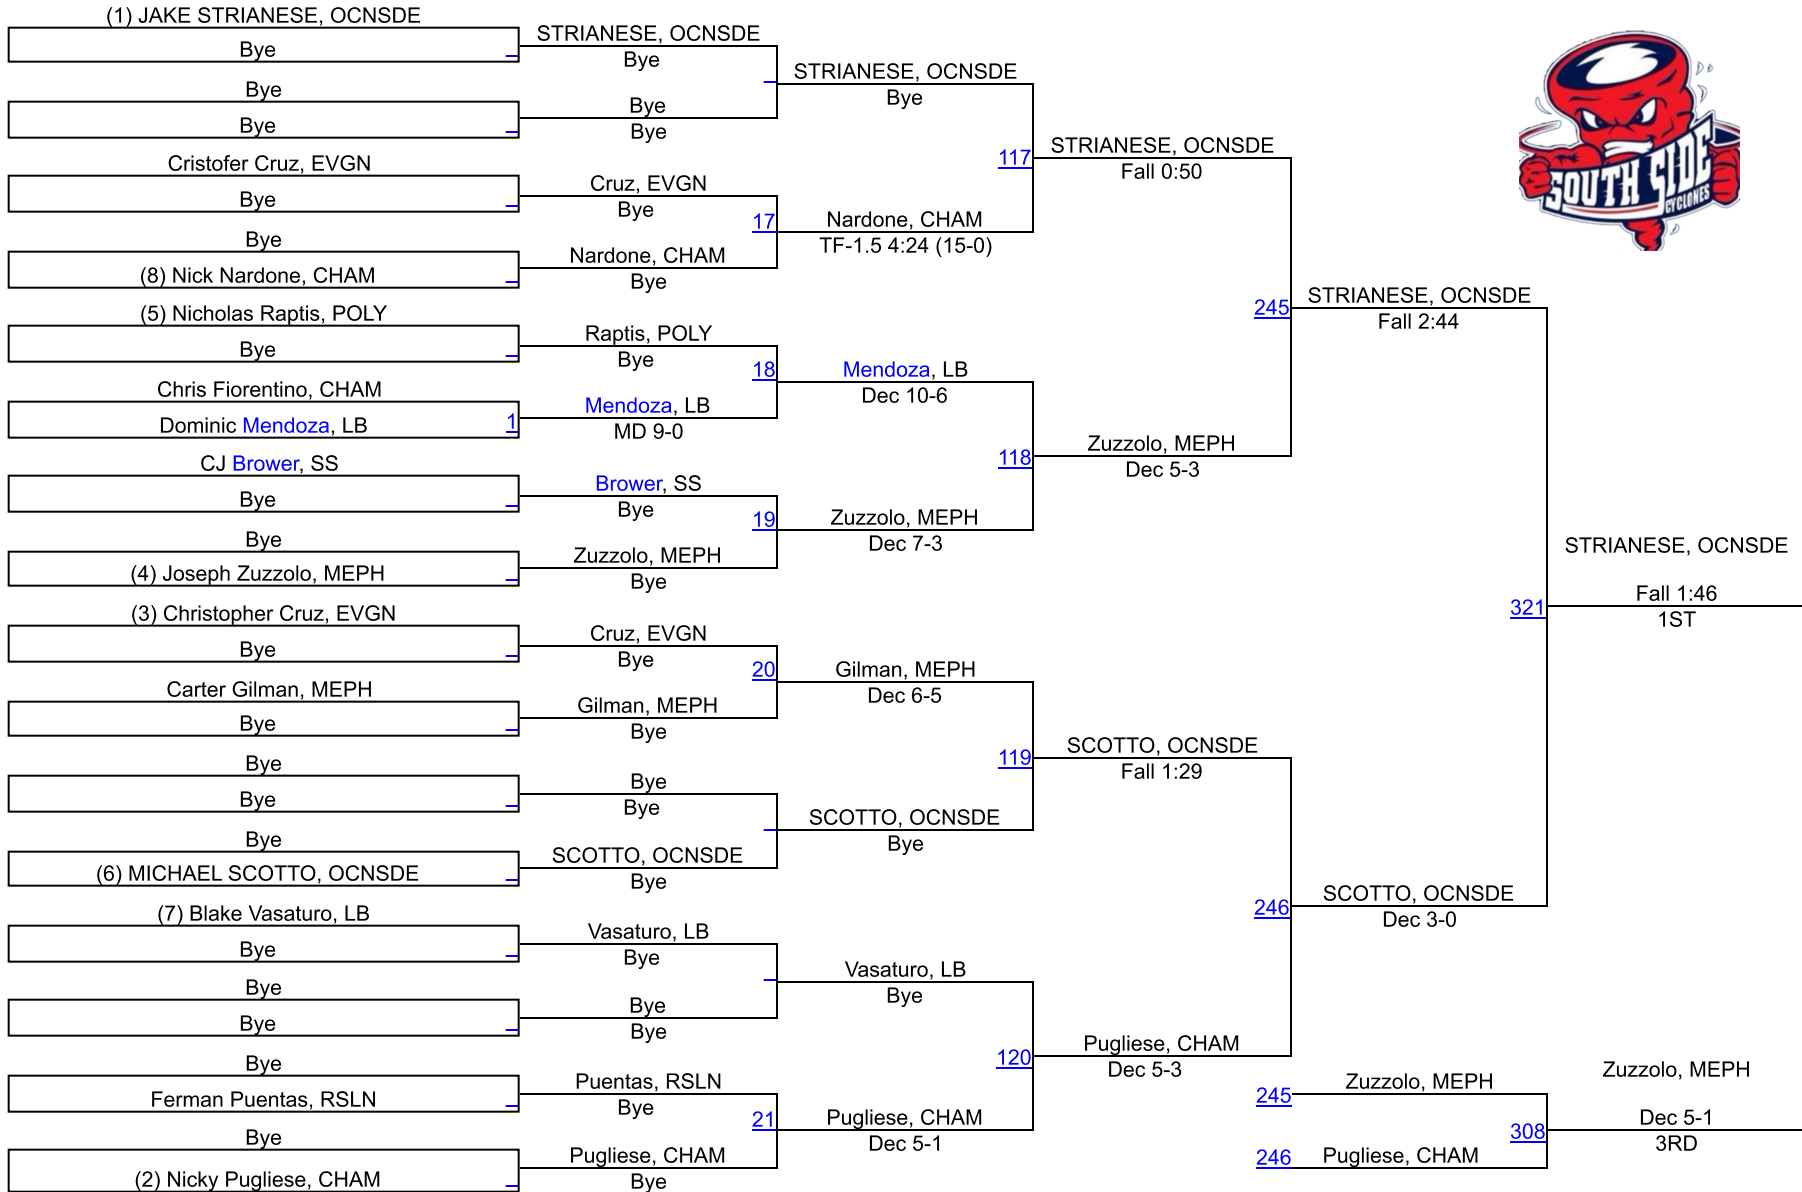 (1) JAKE STRIANESE, OCNSDE
Bye
Bye
Bye
Cristofer Cruz, EVGN
Bye
Bye
(8) Nick Nardone, CHAM
(5) Nicholas Raptis, POLY
Bye
Chris Fiorentino, CHAM
Dominic Mendoza, LB 1
CJ Brower, SS
Bye
Bye
(4) Joseph Zuzzolo, MEPH
(3) Christopher Cruz, EVGN
Bye
Carter Gilman, MEPH
Bye
Bye
Bye
Bye
(6) MICHAEL SCOTTO, OCNSDE
(7) Blake Vasaturo, LB
Bye
Bye
Bye
Bye
Ferman Puentas, RSLN
Bye
(2) Nicky Pugliese, CHAM
STRIANESE, OCNSDE
Bye
Bye
Bye
Cruz, EVGN
Bye
17
Nardone, CHAM
Bye
Raptis, POLY
Bye
18
Mendoza, LB
MD 9-0
Brower, SS
Bye
19
Zuzzolo, MEPH
Bye
Cruz, EVGN
Bye
20
Gilman, MEPH
Bye
Bye
Bye
SCOTTO, OCNSDE
Bye
Vasaturo, LB
Bye
Bye
Bye
Puentas, RSLN
Bye
21
Pugliese, CHAM
Bye
STRIANESE, OCNSDE
Bye
117
Nardone, CHAM
TF-1.5 4:24 (15-0)
Mendoza, LB
Dec 10-6
118
Zuzzolo, MEPH
Dec 7-3
Gilman, MEPH
Dec 6-5
119
SCOTTO, OCNSDE
Bye
Vasaturo, LB
Bye
120
Pugliese, CHAM
Dec 5-1
STRIANESE, OCNSDE
Fall 0:50
245
Zuzzolo, MEPH
Dec 5-3
SCOTTO, OCNSDE
Fall 1:29
246
Pugliese, CHAM
Dec 5-3
STRIANESE, OCNSDE
Fall 2:44
321
SCOTTO, OCNSDE
Dec 3-0
STRIANESE, OCNSDE
Fall 1:46
1ST
245 Zuzzolo, MEPH
308
246 Pugliese, CHAM
Zuzzolo, MEPH
Dec 5-1
3RD
SOUTH SIDE
CYCLONES